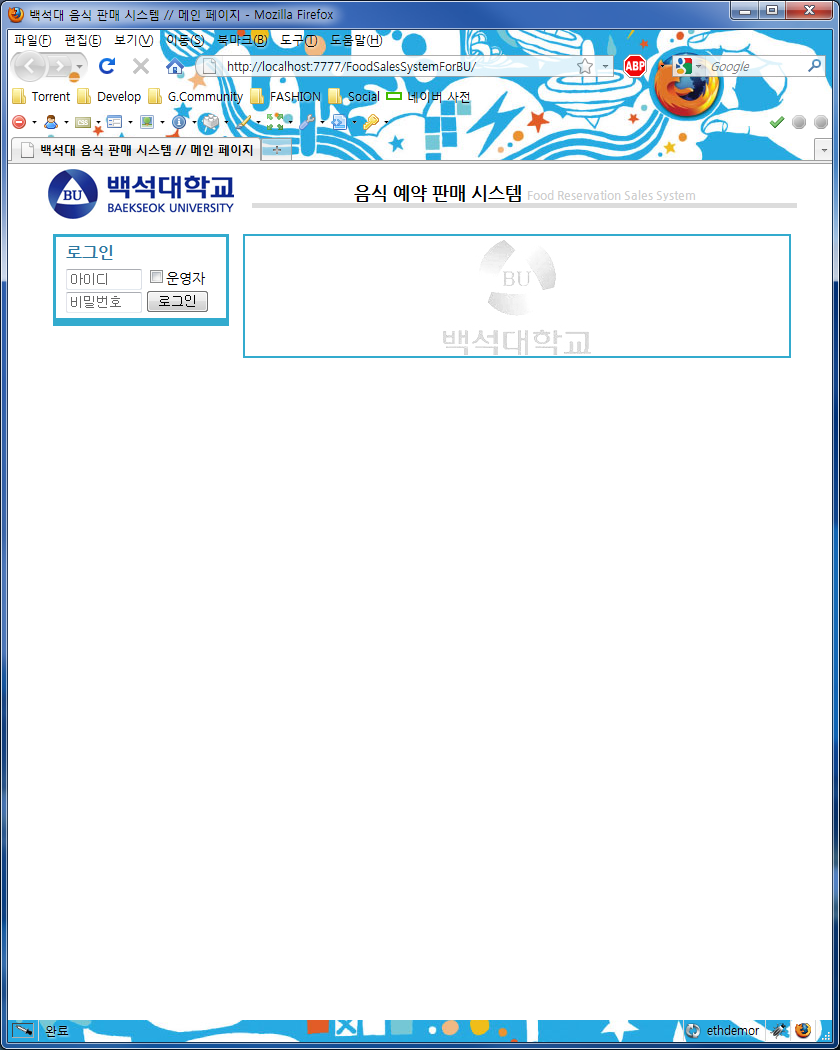 백석대 음식 판매 시스템 // 메인 페이지 - Mozilla Firefox
파일(F) 편집(E) 보기(V) 이동(S) 북마크(B) 도구(T) 도움말(H)
http://localhost:7777/FoodSalesSystemForBU/ ABP Google
Torrent Develop G.Community FASHION Social 네이버 사전
백석대 음식 판매 시스템 // 메인 페이지
BU 백석대학교
BAEKSEOK UNIVERSITY
음식 예약 판매 시스템 Food Reservation Sales System
로그인
아이디 운영자
비밀번호 로그인
BU
백석대학교
완료 ethdemor